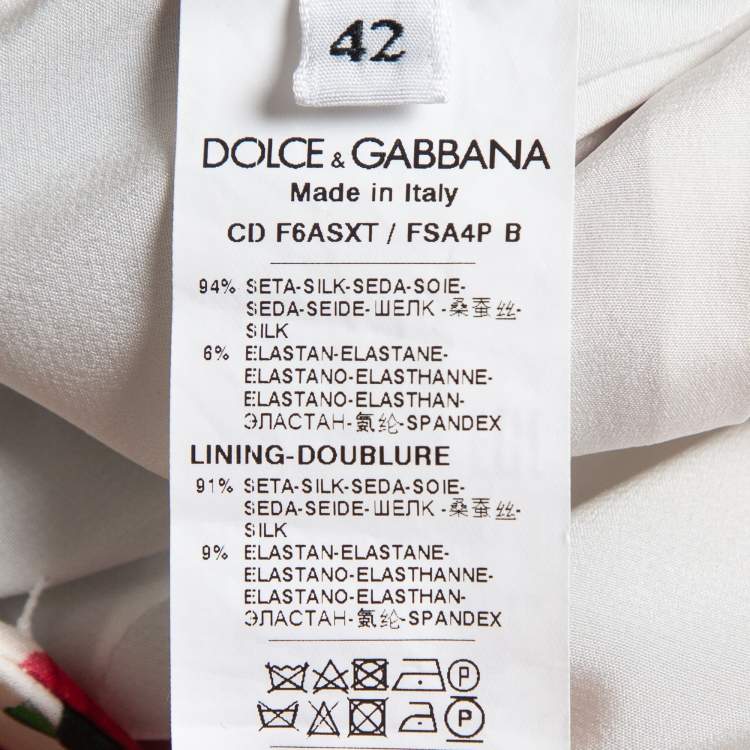 42
DOLCE & GABBANA
Made in Italy
CD F6ASXT / FSA4P B
94% SETA-SILK-SEDA-SOIE-
SEDA-SEIDE-ШЕЛК -桑蚕丝-
SILK
6% ELASTAN-ELASTANE-
ELASTANO-ELASTHANNE-
ELASTANO-ELASTHAN-
ЭЛАСТАН-氨纶-SPANDEX
LINING-DOUBLURE
91% SETA-SILK-SEDA-SOIE-
SEDA-SEIDE-ШЕЛК -桑蚕丝-
SILK
9% ELASTAN-ELASTANE-
ELASTANO-ELASTHANNE-
ELASTANO-ELASTHAN-
ЭЛАСТАН-氨纶-SPANDEX
P
P